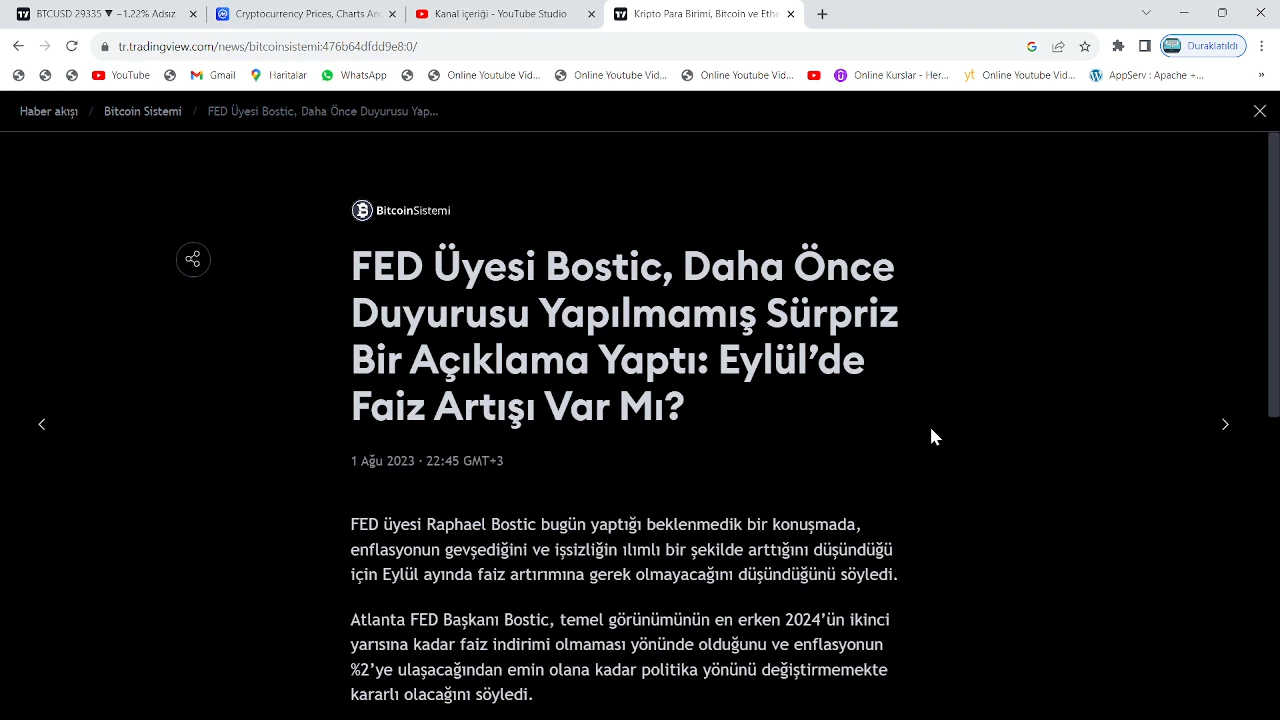 BTCUSD 29335 ▼ −1.22% Adsız
Cryptocurrency Prices, Charts An
Kanal içeriği - YouTube Studio
Kripto Para Birimi, Bitcoin ve Ethe
tr.tradingview.com/news/bitcoinsistemi:476b64dfdd9e8:0/
Duraklatıldı
YouTube
Gmail
Haritalar
WhatsApp
Online Youtube Vid...
Online Youtube Vid...
Online Youtube Vid...
Online Kurslar - Her...
Online Youtube Vid...
AppServ : Apache +...
Haber akışı / Bitcoin Sistemi / FED Üyesi Bostic, Daha Önce Duyurusu Yap...
BitcoinSistemi
FED Üyesi Bostic, Daha Önce
Duyurusu Yapılmamış Sürpriz
Bir Açıklama Yaptı: Eylül’de
Faiz Artışı Var Mı?
1 Ağu 2023 · 22:45 GMT+3
FED üyesi Raphael Bostic bugün yaptığı beklenmedik bir konuşmada,
enflasyonun gevşediğini ve işsizliğin ılımlı bir şekilde arttığını düşündüğü
için Eylül ayında faiz artırımına gerek olmayacağını düşündüğünü söyledi.
Atlanta FED Başkanı Bostic, temel görünümünün en erken 2024’ün ikinci
yarısına kadar faiz indirimi olmaması yönünde olduğunu ve enflasyonun
%2’ye ulaşacağından emin olana kadar politika yönünü değiştirmemekte
kararlı olacağını söyledi.